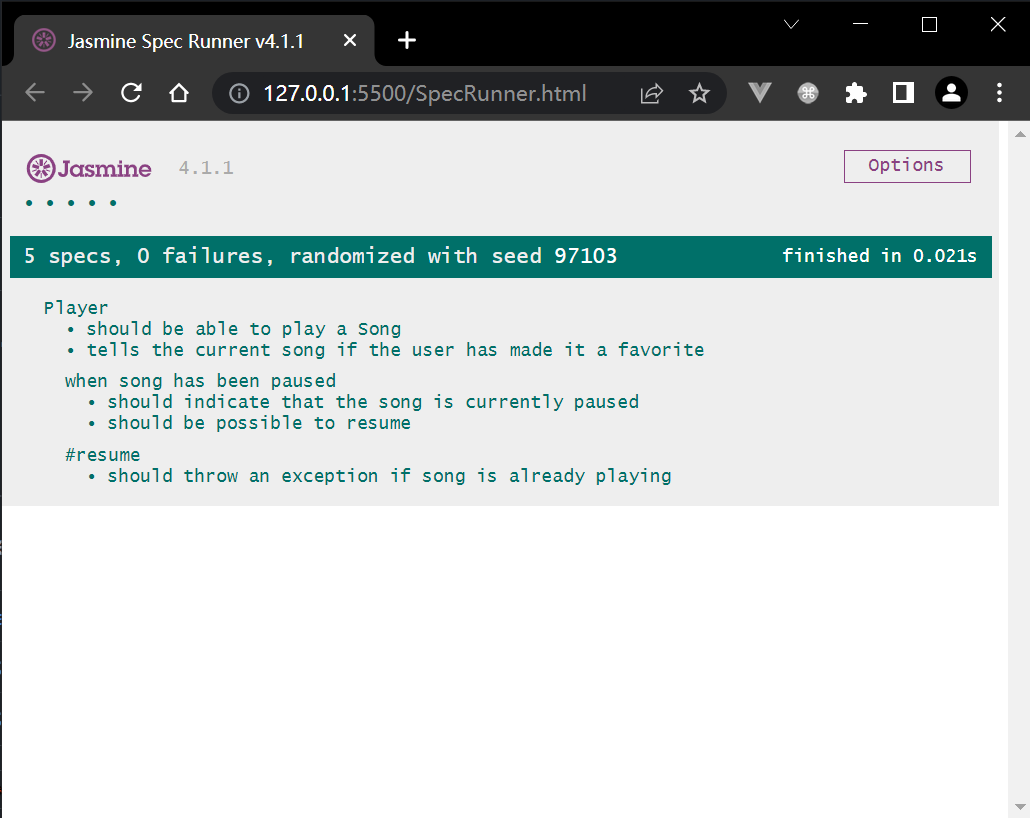 Jasmine Spec Runner v4.1.1
127.0.0.1:5500/SpecRunner.html
Jasmine 4.1.1 Options
• • • • •
5 specs, 0 failures, randomized with seed 97103 finished in 0.021s
Player
• should be able to play a Song
• tells the current song if the user has made it a favorite
when song has been paused
• should indicate that the song is currently paused
• should be possible to resume
#resume
• should throw an exception if song is already playing